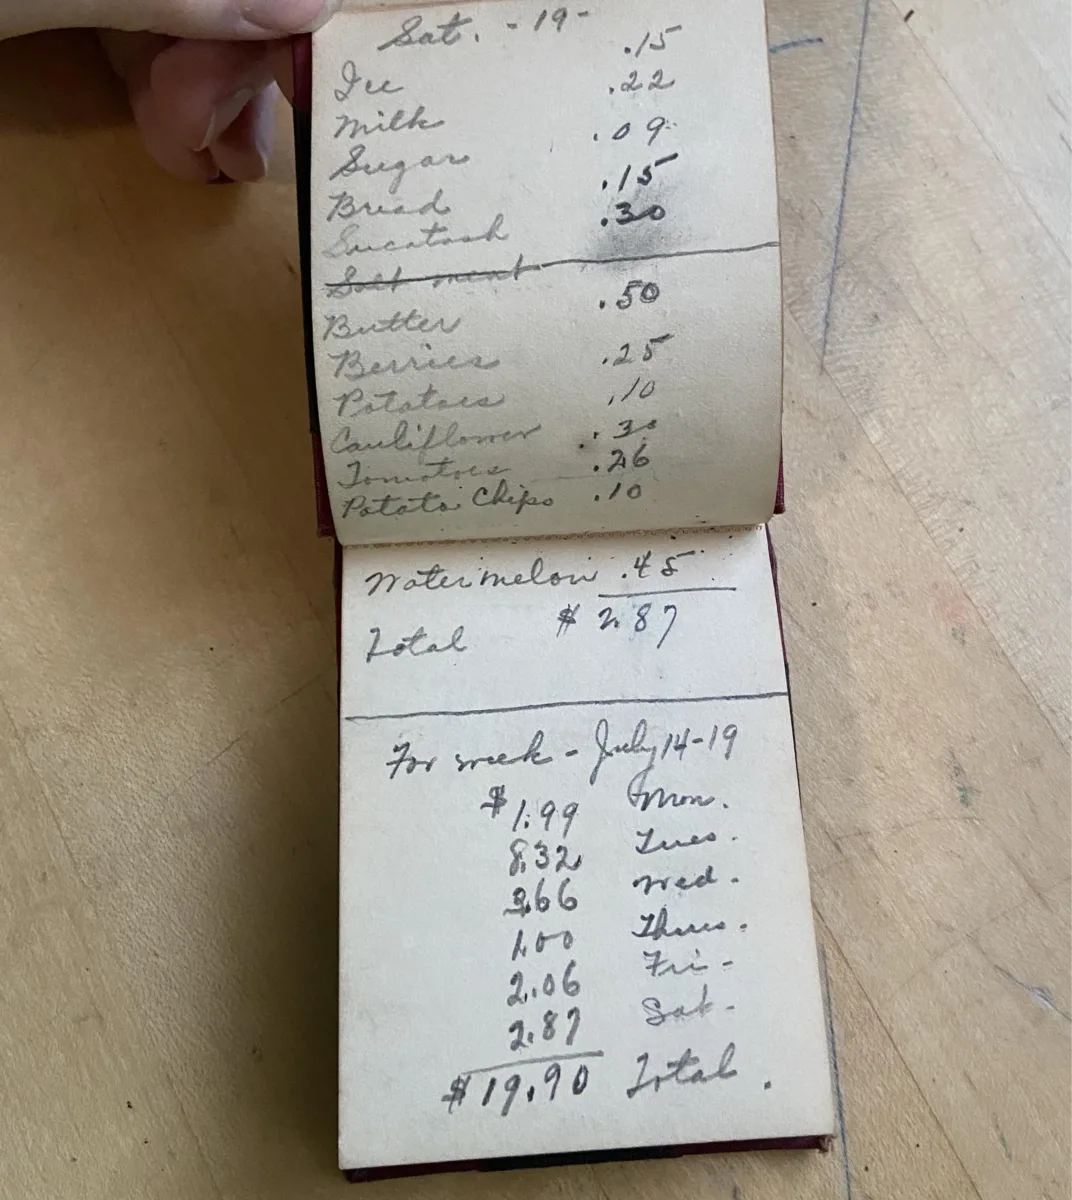 Sat. - 19 -
Ice .15
Milk .22
Sugar .09
Bread .15
Sucatash .30
Salt meat
Butter .50
Berries .25
Potatoes .10
Cauliflower .30
Tomatoes .26
Potato Chips .10
Watermelon .45
Total $2.87
For week - July 14-19
$1.99 Mon.
8.32 Tues.
3.66 Wed.
1.00 Thurs.
2.06 Fri -
2.87 Sat -
$19.90 Total.